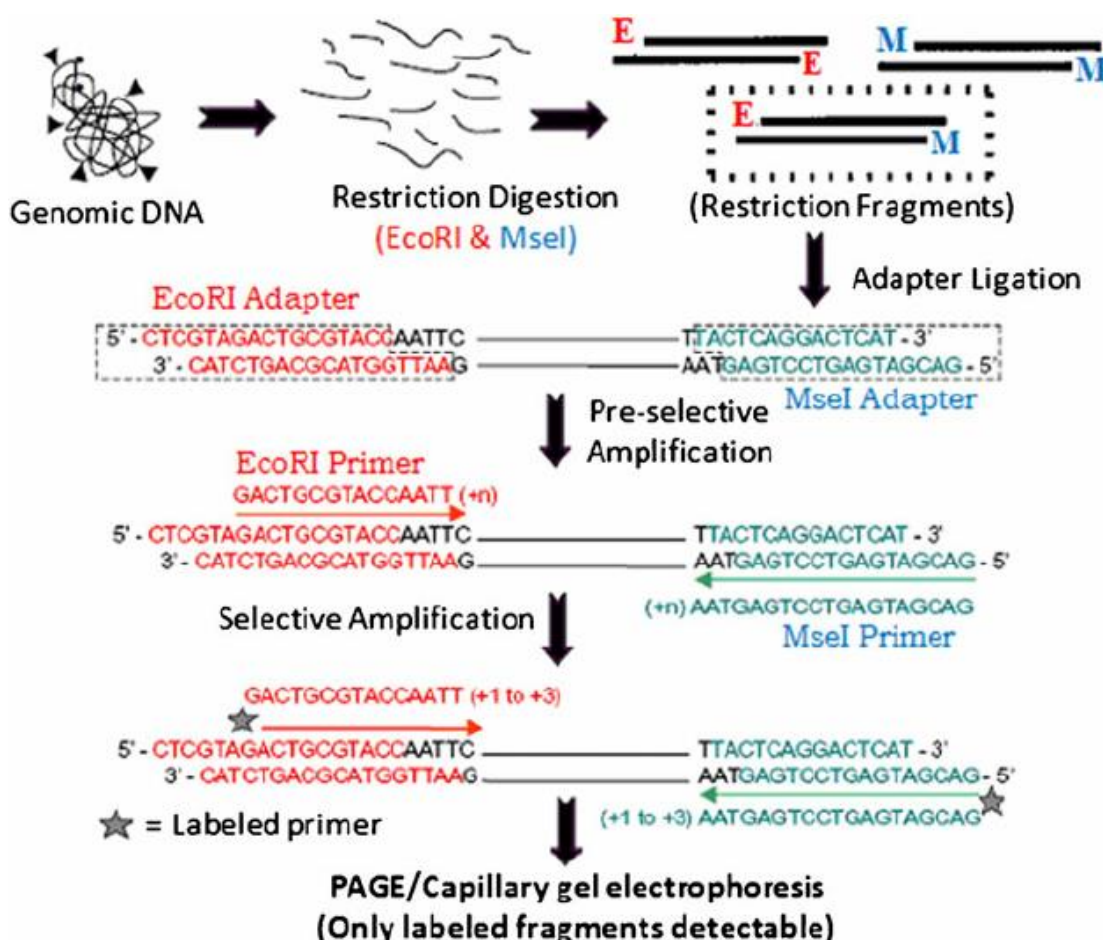 E
E
M
M
E
M
Genomic DNA
Restriction Digestion
(EcoRI & MseI)
(Restriction Fragments)
Adapter Ligation
EcoRI Adapter
5'-CTCGTAGACTGCGTACCAATTC TTACTCAGGACTCAT-3'
3'-CATCTGACGCATGGTTAAG AATGAGTCCTGAGTAGCAG-5'
MseI Adapter
Pre-selective
Amplification
EcoRI Primer
GACTGCGTACCAATT (+n)
5'-CTCGTAGACTGCGTACCAATTC TTACTCAGGACTCAT-3'
3'-CATCTGACGCATGGTTAAG AATGAGTCCTGAGTAGCAG-5'
(+n) AATGAGTCCTGAGTAGCAG
MseI Primer
Selective Amplification
GACTGCGTACCAATT (+1 to +3)
5'-CTCGTAGACTGCGTACCAATTC TTACTCAGGACTCAT-3'
3'-CATCTGACGCATGGTTAAG AATGAGTCCTGAGTAGCAG-5'
(+1 to +3) AATGAGTCCTGAGTAGCAG
= Labeled primer
PAGE/Capillary gel electrophoresis
(Only labeled fragments detectable)